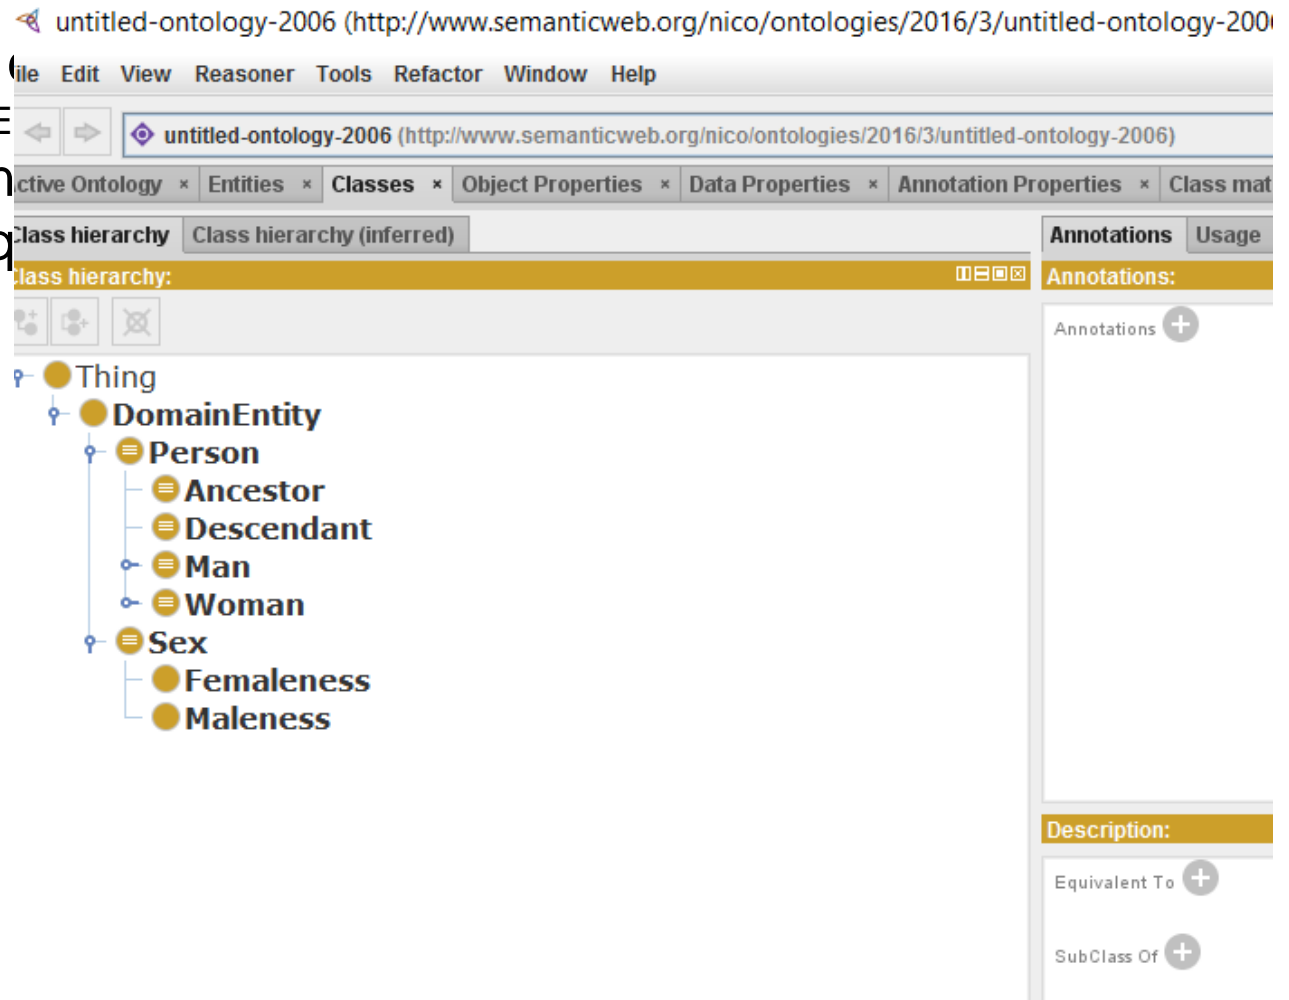 untitled-ontology-2006 (http://www.semanticweb.org/nico/ontologies/2016/3/untitled-ontology-200
ile Edit View Reasoner Tools Refactor Window Help
untitled-ontology-2006 (http://www.semanticweb.org/nico/ontologies/2016/3/untitled-ontology-2006)
ctive Ontology × Entities × Classes × Object Properties × Data Properties × Annotation Properties × Class mat
Class hierarchy Class hierarchy (inferred) Annotations Usage
Class hierarchy: Annotations:
Annotations
Thing
DomainEntity
Person
Ancestor
Descendant
Man
Woman
Sex
Femaleness
Maleness
Description:
Equivalent To
SubClass Of